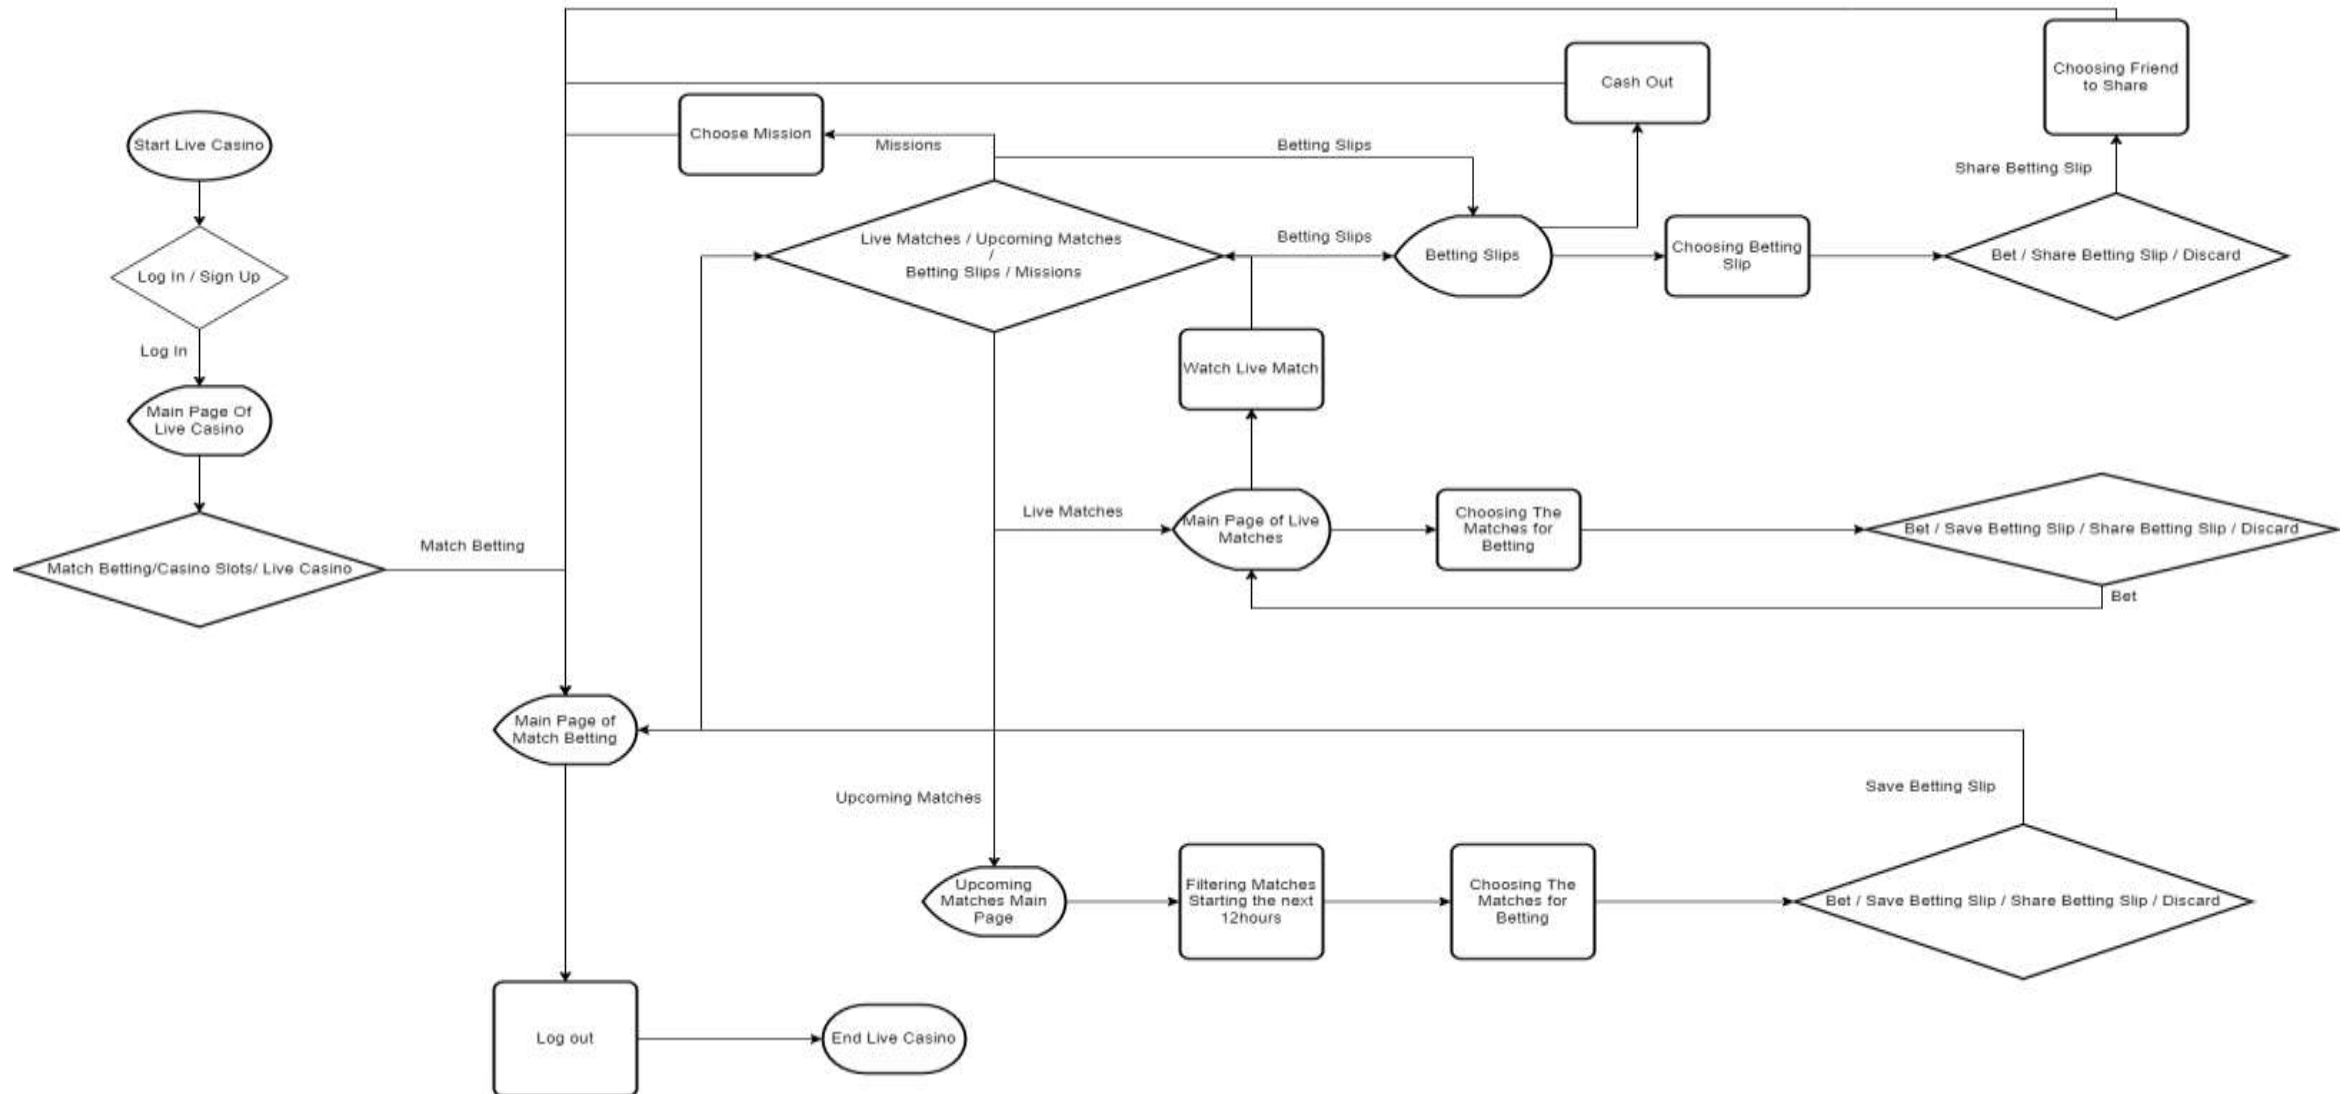 Start Live Casino
Log In / Sign Up
Log In
Main Page Of
Live Casino
Match Betting/Casino Slots/ Live Casino
Match Betting
Choose Mission
Missions
Betting Slips
Cash Out
Choosing Friend
to Share
Share Betting Slip
Live Matches / Upcoming Matches
/
Betting Slips / Missions
Betting Slips
Betting Slips
Choosing Betting
Slip
Bet / Share Betting Slip / Discard
Watch Live Match
Live Matches
Main Page of Live
Matches
Choosing The
Matches for
Betting
Bet / Save Betting Slip / Share Betting Slip / Discard
Bet
Main Page of
Match Betting
Upcoming Matches
Save Betting Slip
Upcoming
Matches Main
Page
Filtering Matches
Starting the next
12hours
Choosing The
Matches for
Betting
Bet / Save Betting Slip / Share Betting Slip / Discard
Log out
End Live Casino